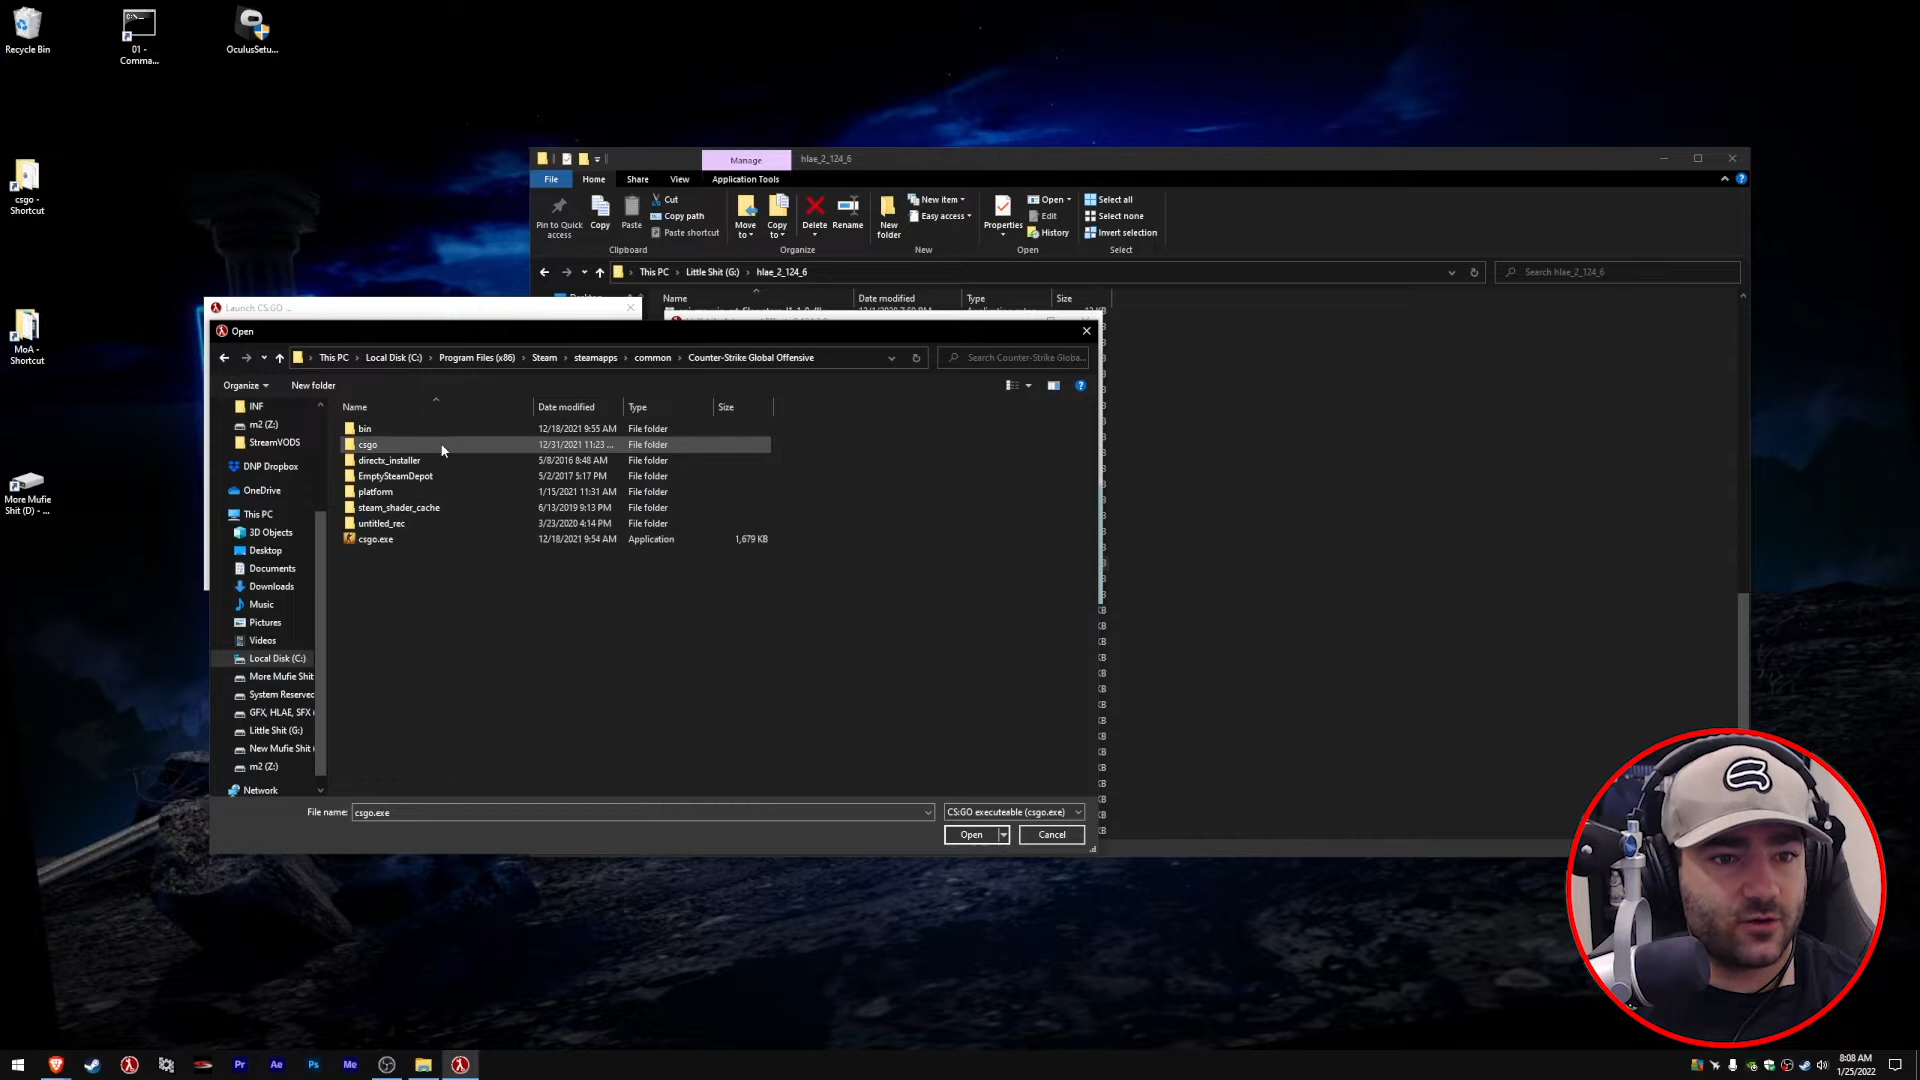 Recycle Bin
01 -
Comma...
OculusSetu...
csgo -
Shortcut
MoA -
Shortcut
More Mufie
Shit (D) - ...
Manage
hlae_2_124_6
File
Home
Share
View
Application Tools
Pin to Quick
access
Copy
Paste
Cut
Copy path
Paste shortcut
Clipboard
Move
to
Copy
to
Delete
Rename
Organize
New
folder
New item
Easy access
New
Properties
Open
Edit
History
Open
Select all
Select none
Invert selection
Select
This PC
Little Shit (G:)
hlae_2_124_6
Search hlae_2_124_6
Name
Date modified
Type
Size
Launch CS:GO ...
Open
This PC
Local Disk (C:)
Program Files (x86)
Steam
steamapps
common
Counter-Strike Global Offensive
Search Counter-Strike Globa...
Organize
New folder
Name
Date modified
Type
Size
INF
m2 (Z:)
StreamVODS
DNP Dropbox
OneDrive
This PC
3D Objects
Desktop
Documents
Downloads
Music
Pictures
Videos
Local Disk (C:)
More Mufie Shit
System Reserved
GFX, HLAE, SFX (
Little Shit (G:)
New Mufie Shit (
m2 (Z:)
Network
bin 12/18/2021 9:55 AM File folder
csgo 12/31/2021 11:23 ... File folder
directx_installer 5/8/2016 8:48 AM File folder
EmptySteamDepot 5/2/2017 5:17 PM File folder
platform 1/15/2021 11:31 AM File folder
steam_shader_cache 6/13/2019 9:13 PM File folder
untitled_rec 3/23/2020 4:14 PM File folder
csgo.exe 12/18/2021 9:54 AM Application 1,679 KB
File name: csgo.exe
CS:GO executeable (csgo.exe)
Open
Cancel
Pr
Ae
Ps
Me
8:08 AM
1/25/2022